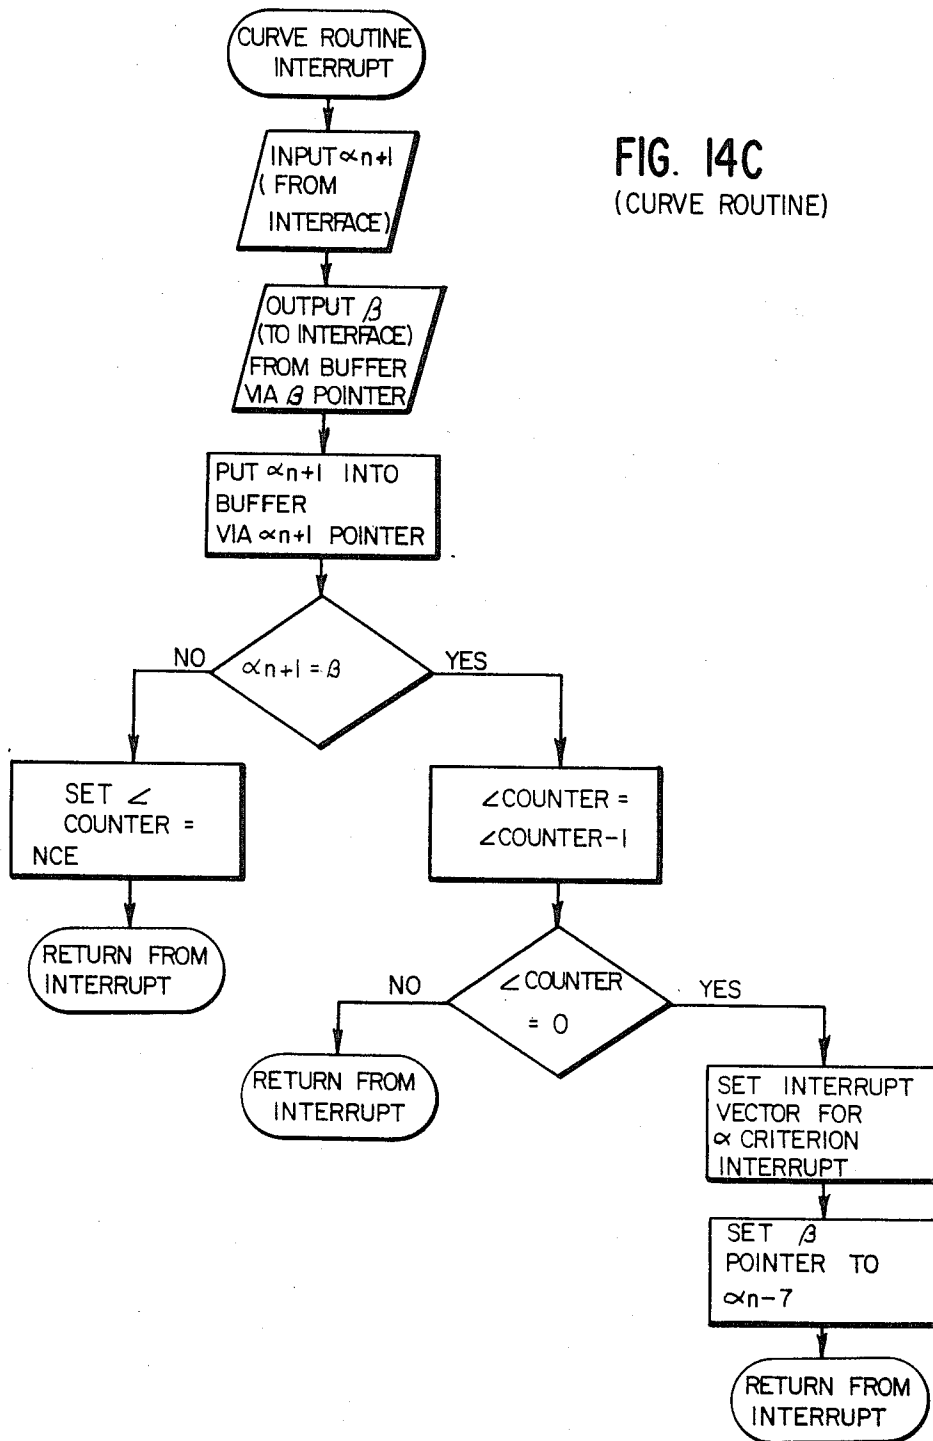 CURVE ROUTINE
INTERRUPT
FIG. 14C
(CURVE ROUTINE)
INPUT ∝n+1
( FROM
INTERFACE)
OUTPUT β
(TO INTERFACE)
FROM BUFFER
VIA β POINTER
PUT ∝n+1 INTO
BUFFER
VIA ∝n+1 POINTER
NO
∝n+1 = β
YES
SET ∠
COUNTER =
NCE
∠COUNTER =
∠COUNTER-1
RETURN FROM
INTERRUPT
NO
∠COUNTER
= 0
YES
RETURN FROM
INTERRUPT
SET INTERRUPT
VECTOR FOR
∝ CRITERION
INTERRUPT
SET β
POINTER TO
∝n-7
RETURN FROM
INTERRUPT